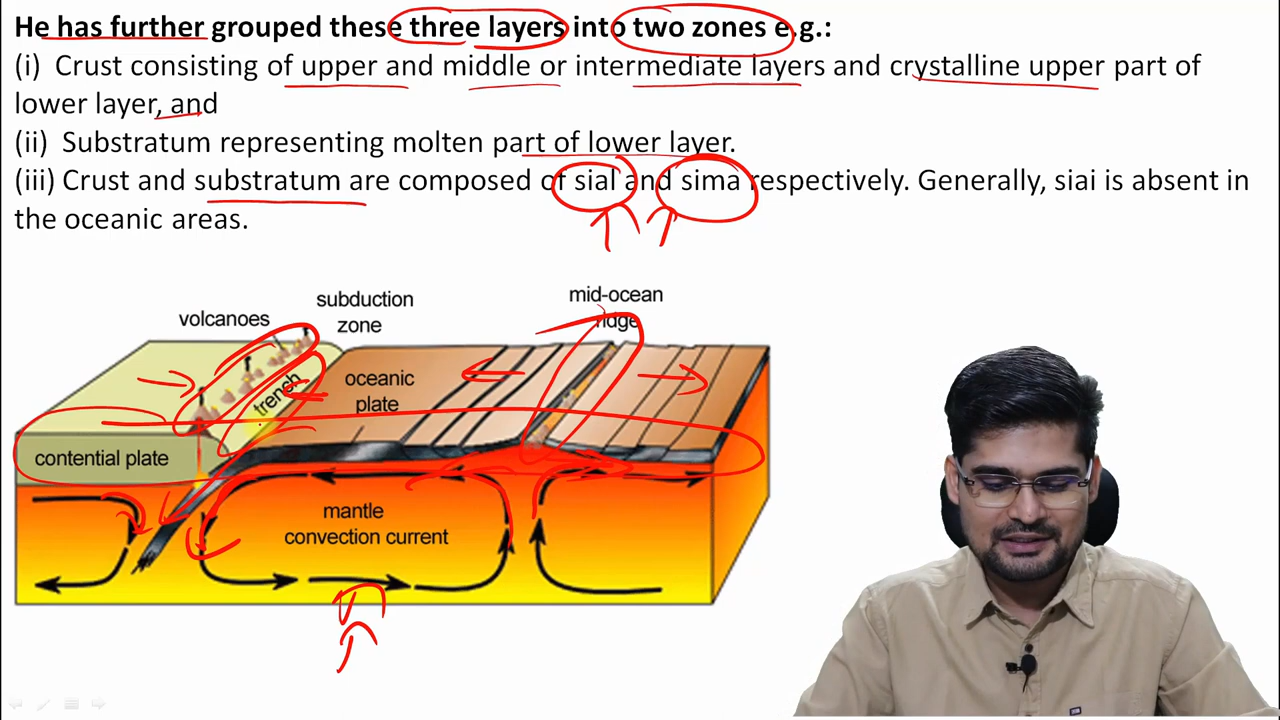 He has further grouped these three layers into two zones e.g.:
(i) Crust consisting of upper and middle or intermediate layers and crystalline upper part of
lower layer, and
(ii) Substratum representing molten part of lower layer.
(iii) Crust and substratum are composed of sial and sima respectively. Generally, siai is absent in
the oceanic areas.
volcanoes
subduction
zone
mid-ocean
ridge
trench
oceanic
plate
contential plate
mantle
convection current